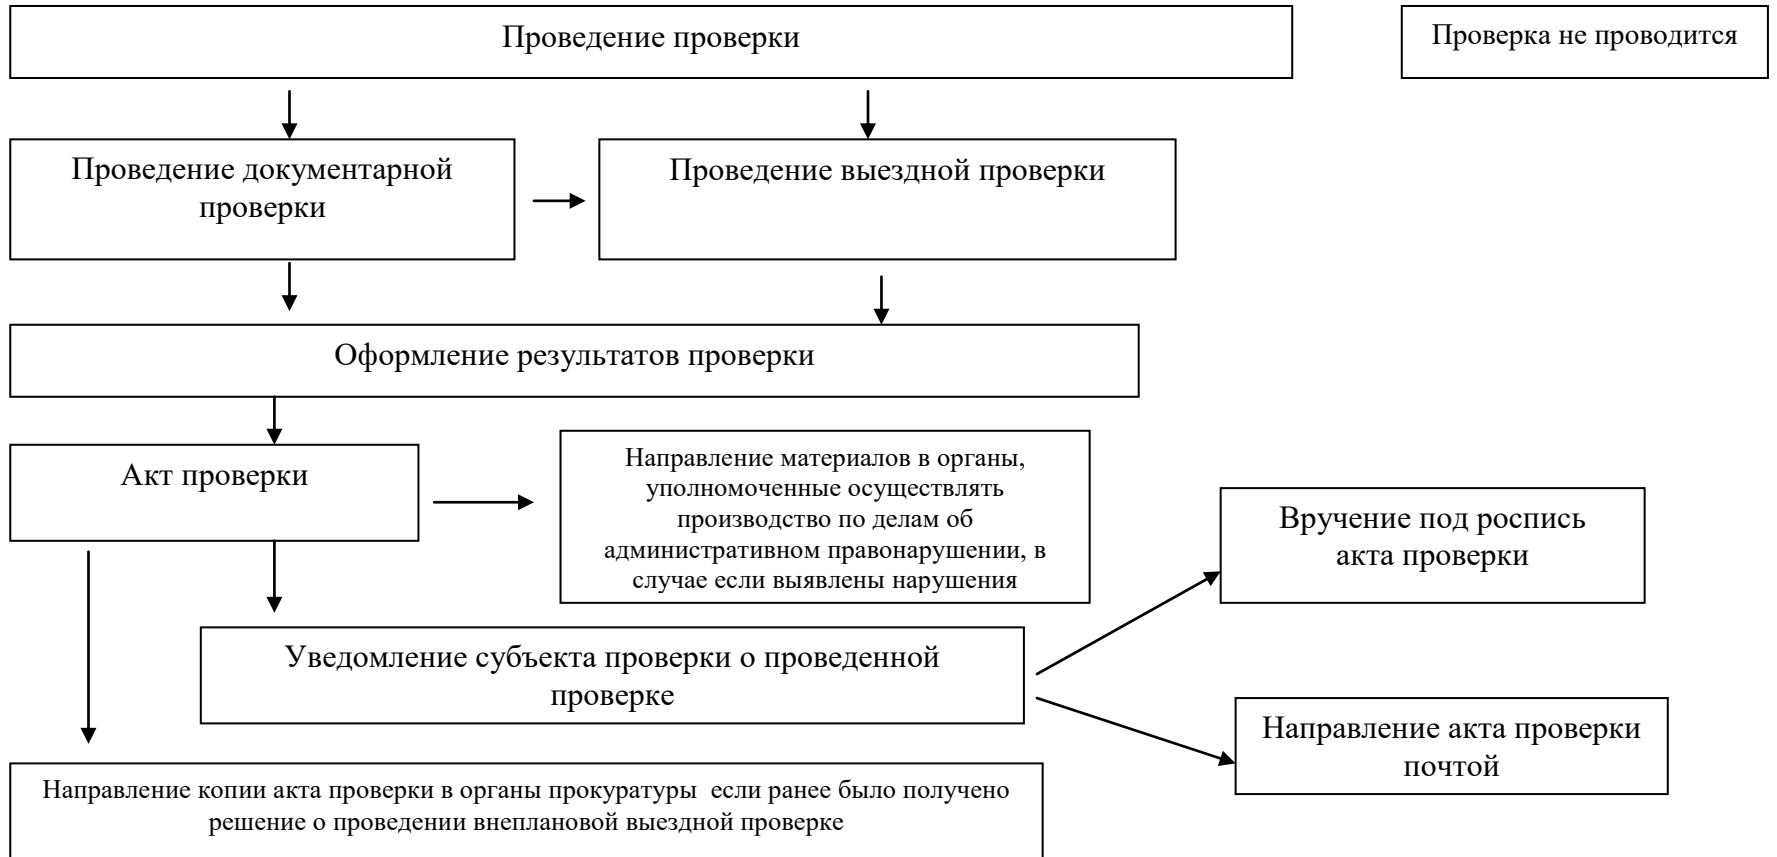 Проведение проверки
Проверка не проводится
Проведение документарной
проверки
Проведение выездной проверки
Оформление результатов проверки
Акт проверки
Направление материалов в органы,
уполномоченные осуществлять
производство по делам об
административном правонарушении, в
случае если выявлены нарушения
Вручение под роспись
акта проверки
Уведомление субъекта проверки о проведенной
проверке
Направление акта проверки
почтой
Направление копии акта проверки в органы прокуратуры если ранее было получено
решение о проведении внеплановой выездной проверке